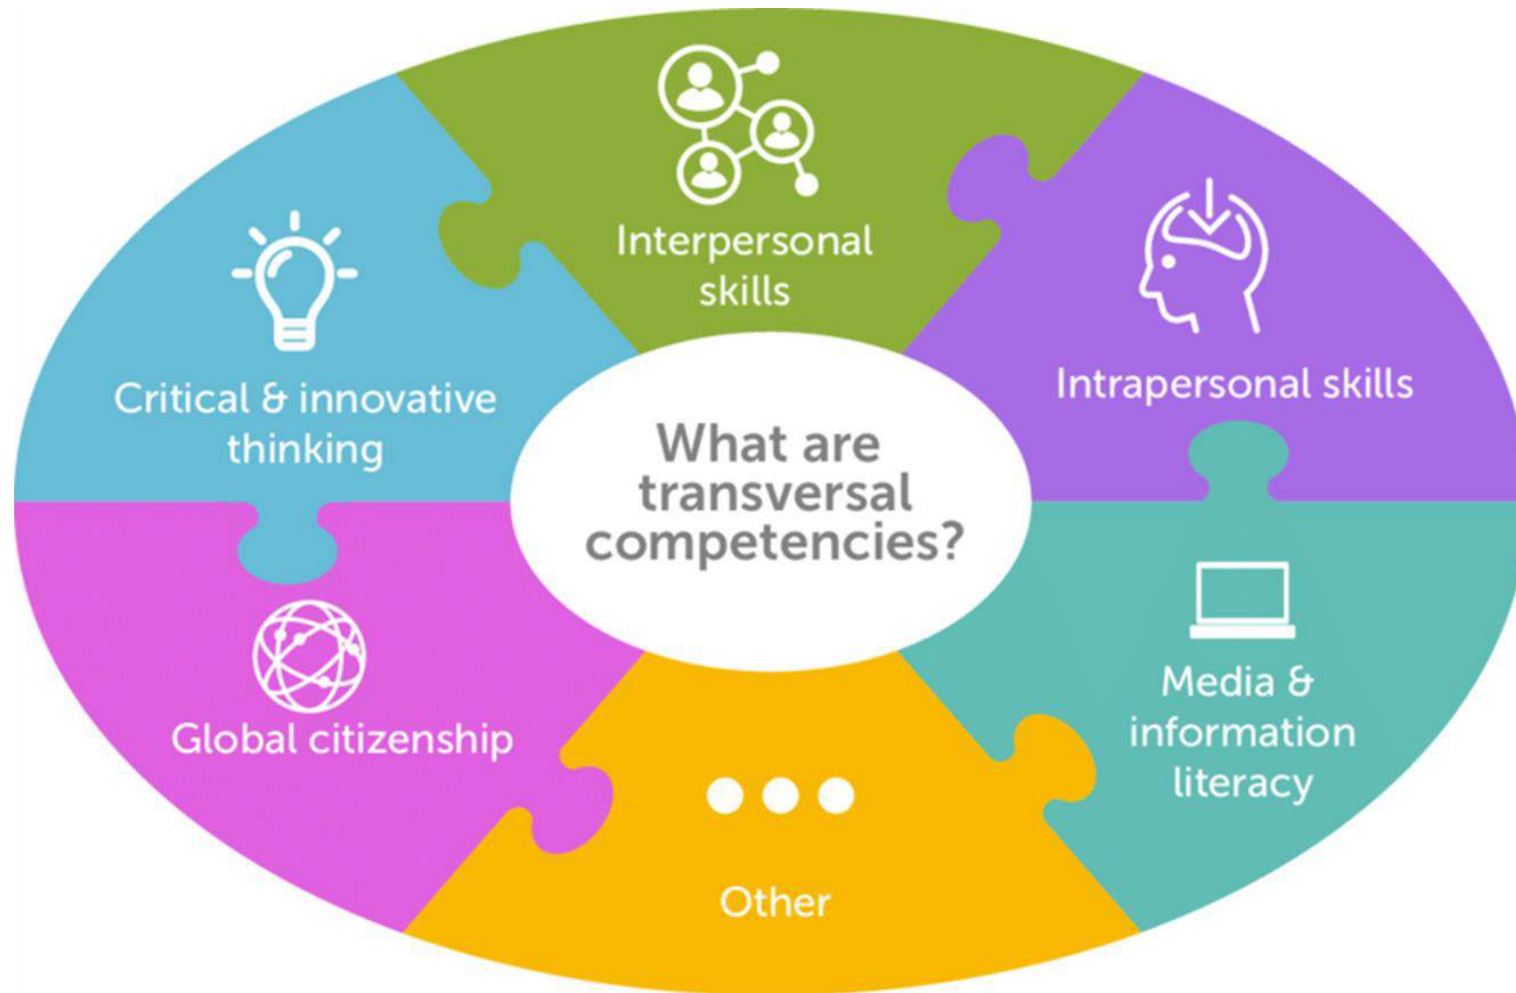 Interpersonal
skills
Intrapersonal skills
Critical & innovative
thinking
What are
transversal
competencies?
Global citizenship
Media &
information
literacy
Other